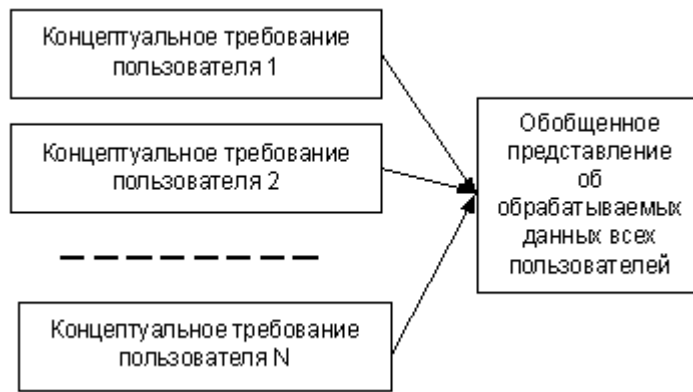 Концептуальное требование
пользователя 1
Концептуальное требование
пользователя 2
Концептуальное требование
пользователя N
Обобщенное
представление
об
обрабатываемых
данных всех
пользователей